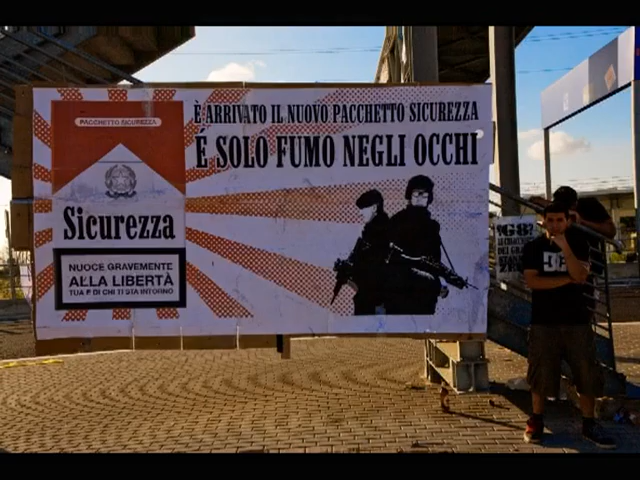 PACCHETTO SICUREZZA
Sicurezza
NUOCE GRAVEMENTE
ALLA LIBERTÀ
TUA E DI CHI TI STA INTORNO
È ARRIVATO IL NUOVO PACCHETTO SICUREZZA
É SOLO FUMO NEGLI OCCHI
G8?